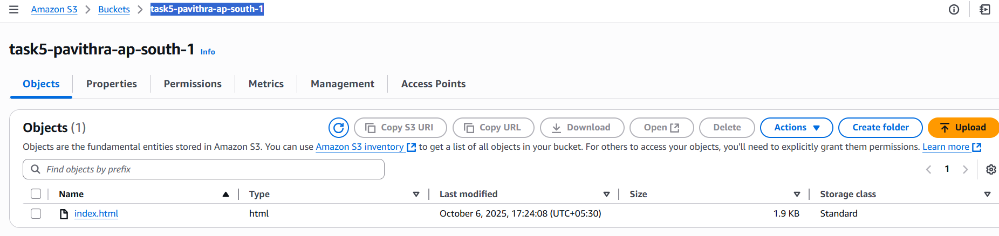 Amazon S3 > Buckets > task5-pavithra-ap-south-1
task5-pavithra-ap-south-1 Info
Objects Properties Permissions Metrics Management Access Points
Objects (1) Copy S3 URI Copy URL Download Open Delete Actions Create folder Upload
Objects are the fundamental entities stored in Amazon S3. You can use Amazon S3 inventory to get a list of all objects in your bucket. For others to access your objects, you'll need to explicitly grant them permissions. Learn more
Find objects by prefix 1
Name Type Last modified Size Storage class
index.html html October 6, 2025, 17:24:08 (UTC+05:30) 1.9 KB Standard